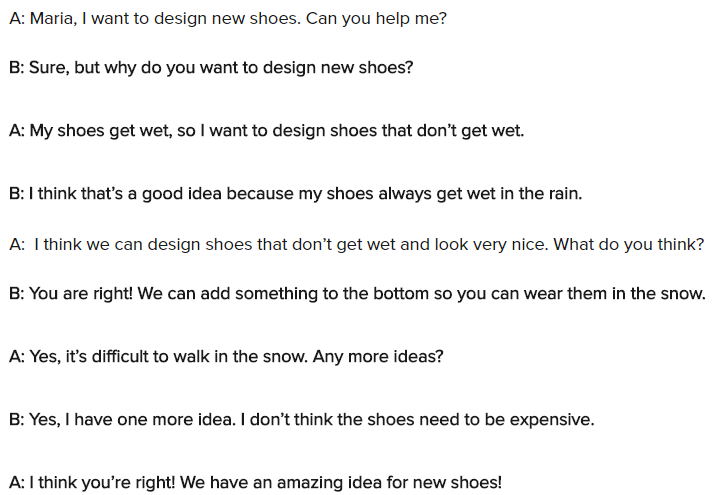 A: Maria, I want to design new shoes. Can you help me?
B: Sure, but why do you want to design new shoes?
A: My shoes get wet, so I want to design shoes that don’t get wet.
B: I think that’s a good idea because my shoes always get wet in the rain.
A:  I think we can design shoes that don’t get wet and look very nice. What do you think?
B: You are right! We can add something to the bottom so you can wear them in the snow.
A: Yes, it’s difficult to walk in the snow. Any more ideas?
B: Yes, I have one more idea. I don’t think the shoes need to be expensive.
A: I think you’re right! We have an amazing idea for new shoes!